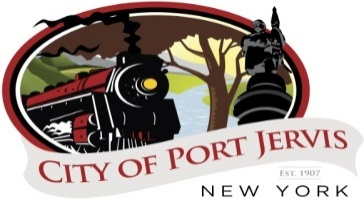 CITY OF PORT JERVIS
EST. 1907
NEW YORK